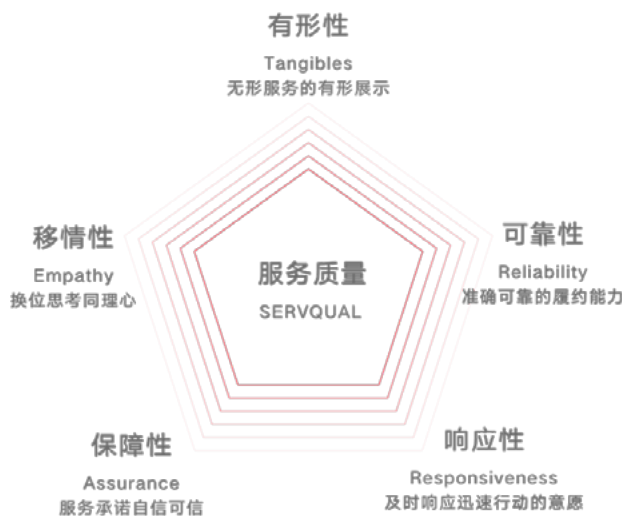 有形性
Tangibles
无形服务的有形展示
移情性
Empathy
换位思考同理心
服务质量
SERVQUAL
可靠性
Reliability
准确可靠的履约能力
保障性
Assurance
服务承诺自信可信
响应性
Responsiveness
及时响应迅速行动的意愿